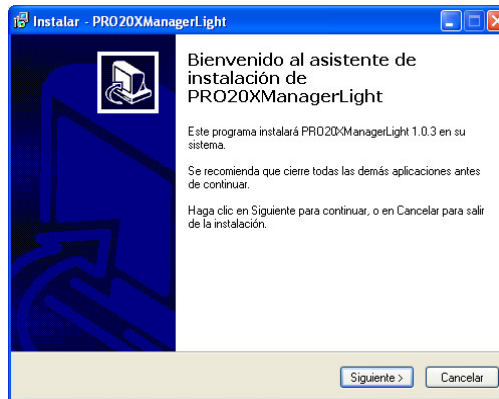 Instalar - PRO20XManagerLight
Bienvenido al asistente de
instalación de
PRO20XManagerLight
Este programa instalará PRO20XManagerLight 1.0.3 en su
sistema.
Se recomienda que cierre todas las demás aplicaciones antes
de continuar.
Haga clic en Siguiente para continuar, o en Cancelar para salir
de la instalación.
Siguiente >
Cancelar